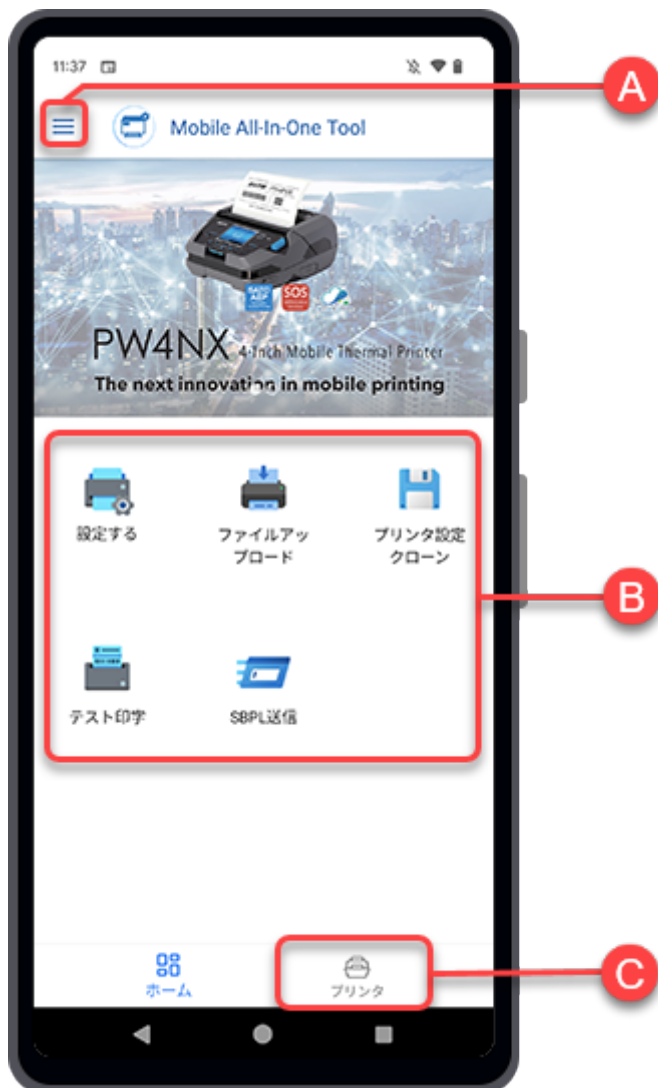 11:37
A
Mobile All-In-One Tool
SATO
AEP
SOS
PW4NX 4-Inch Mobile Thermal Printer
The next innovation in mobile printing
設定する
ファイルアッ
プロード
プリンタ設定
クローン
B
テスト印字
SBPL送信
ホーム
プリンタ
C